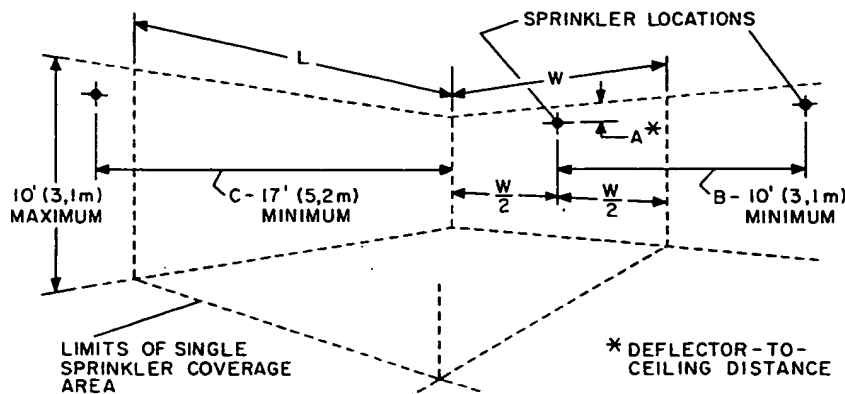 SPRINKLER LOCATIONS
L
W
A*
10' (3,1m)
MAXIMUM
C-17' (5,2m)
MINIMUM
W
2
W
2
B-10' (3,1m)
MINIMUM
LIMITS OF SINGLE
SPRINKLER COVERAGE
AREA
* DEFLECTOR-TO-
CEILING DISTANCE